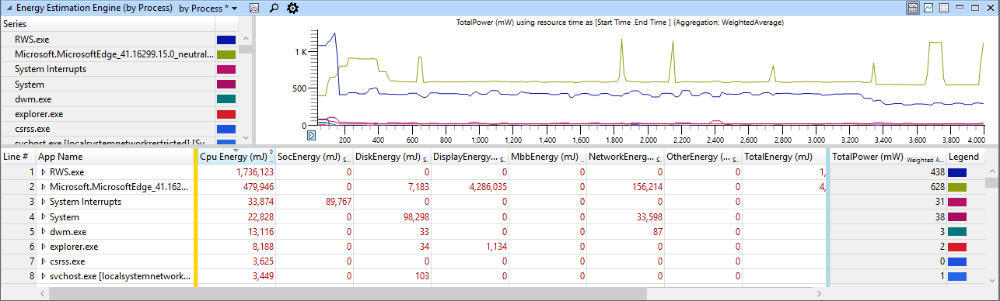 Energy Estimation Engine (by Process) by Process *
Series
RWS.exe
Microsoft.MicrosoftEdge_41.16299.15.0_neutral...
System Interrupts
System
dwm.exe
explorer.exe
csrss.exe
svchost.exe [localsystemnetworkrestricted] [Sv...
TotalPower (mW) using resource time as [Start Time ,End Time ] (Aggregation: WeightedAverage)
1 K
500
0
200 400 600 800 1,000 1,200 1,400 1,600 1,800 2,000 2,200 2,400 2,600 2,800 3,000 3,200 3,400 3,600 3,800 4,000
Line # App Name Cpu Energy (mJ) SocEnergy (mJ) S... DiskEnergy (mJ) S... DisplayEnergy... S... MbbEnergy (mJ) S... NetworkEnerg... S... OtherEnergy (... S... TotalEnergy (mJ) TotalPower (mW) Weighted A... Legend
1 RWS.exe 1,736,123 0 0 0 0 0 0 1, 438
2 Microsoft.MicrosoftEdge_41.162... 479,946 0 7,183 4,286,035 0 156,214 0 4, 628
3 System Interrupts 33,874 89,767 0 0 0 0 0 31
4 System 22,828 0 98,298 0 0 33,598 0 38
5 dwm.exe 13,116 0 33 0 0 87 0 3
6 explorer.exe 8,188 0 34 1,134 0 0 0 2
7 csrss.exe 3,625 0 0 0 0 0 0 0
8 svchost.exe [localsystemnetwork... 3,449 0 103 0 0 0 0 1